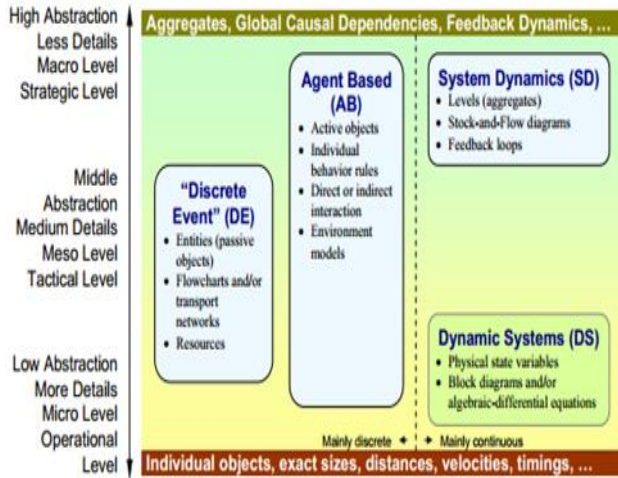 High Abstraction
Less Details
Macro Level
Strategic Level
Middle
Abstraction
Medium Details
Meso Level
Tactical Level
Low Abstraction
More Details
Micro Level
Operational
Level
Aggregates, Global Causal Dependencies, Feedback Dynamics, …
“Discrete
Event” (DE)
• Entities (passive
objects)
• Flowcharts and/or
transport
networks
• Resources
Agent Based
(AB)
• Active objects
• Individual
behavior rules
• Direct or indirect
interaction
• Environment
models
System Dynamics (SD)
• Levels (aggregates)
• Stock-and-Flow diagrams
• Feedback loops
Dynamic Systems (DS)
• Physical state variables
• Block diagrams and/or
algebraic-differential equations
Mainly discrete
Mainly continuous
Individual objects, exact sizes, distances, velocities, timings, …